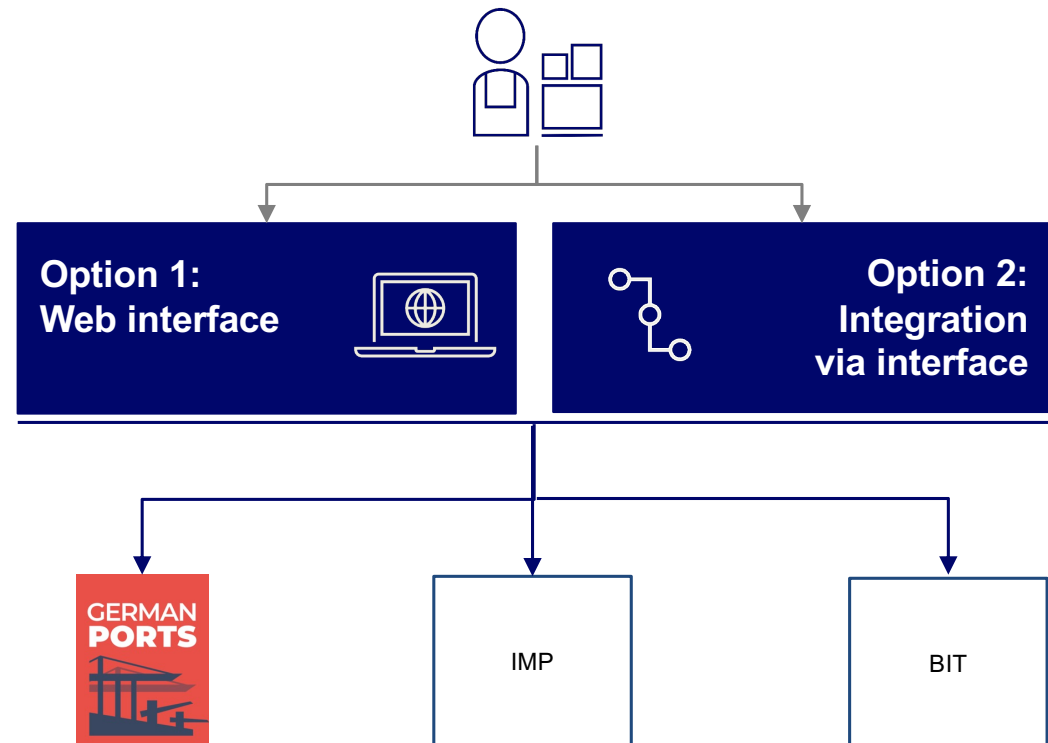 Option 1:
Web interface
Option 2:
Integration
via interface
GERMAN
PORTS
IMP
BIT